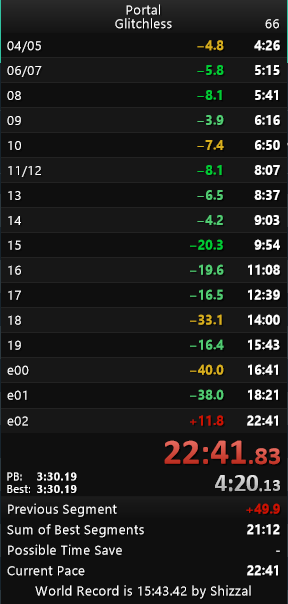 Portal
Glitchless 66
04/05 −4.8 4:26
06/07 −5.8 5:15
08 −8.1 5:41
09 −3.9 6:16
10 −7.4 6:50
11/12 −8.1 8:07
13 −6.5 8:37
14 −4.2 9:03
15 −20.3 9:54
16 −19.6 11:08
17 −16.5 12:39
18 −33.1 14:00
19 −16.4 15:43
e00 −40.0 16:41
e01 −38.0 18:21
e02 +11.8 22:41
22:41.83
PB: 3:30.19
Best: 3:30.19
4:20.13
Previous Segment +49.9
Sum of Best Segments 21:12
Possible Time Save -
Current Pace 22:41
World Record is 15:43.42 by Shizzal